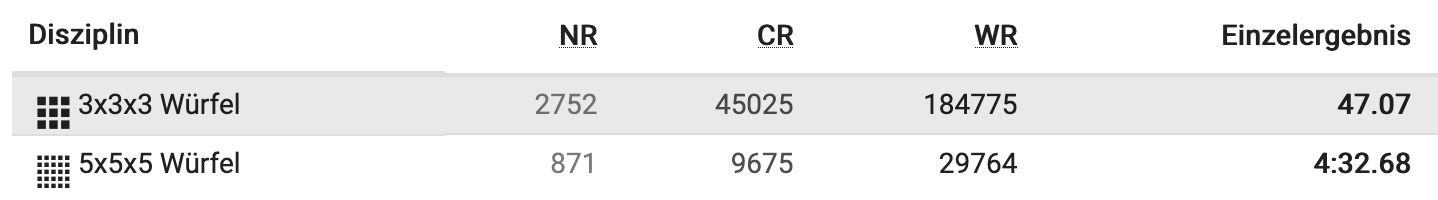 Disziplin NR CR WR Einzelergebnis
3x3x3 Würfel 2752 45025 184775 47.07
5x5x5 Würfel 871 9675 29764 4:32.68